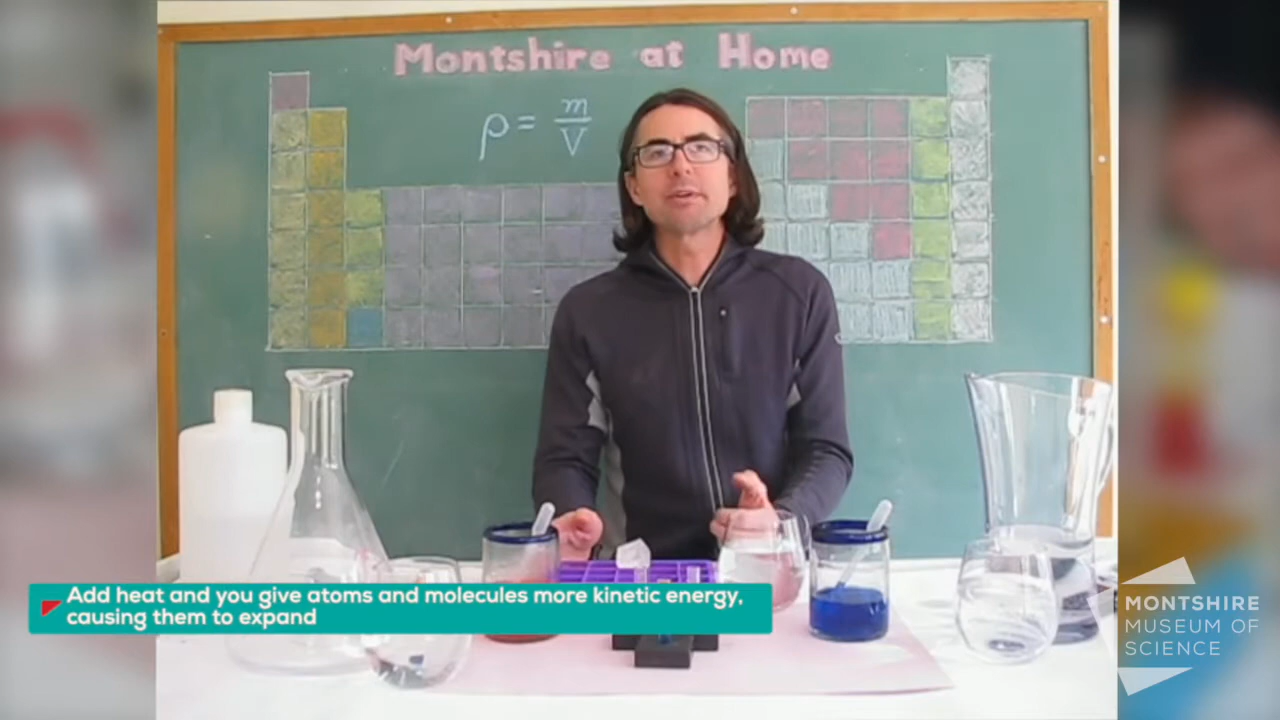 Montshire at Home
ρ = m/V
Add heat and you give atoms and molecules more kinetic energy,
causing them to expand
MONTSHIRE
MUSEUM OF
SCIENCE